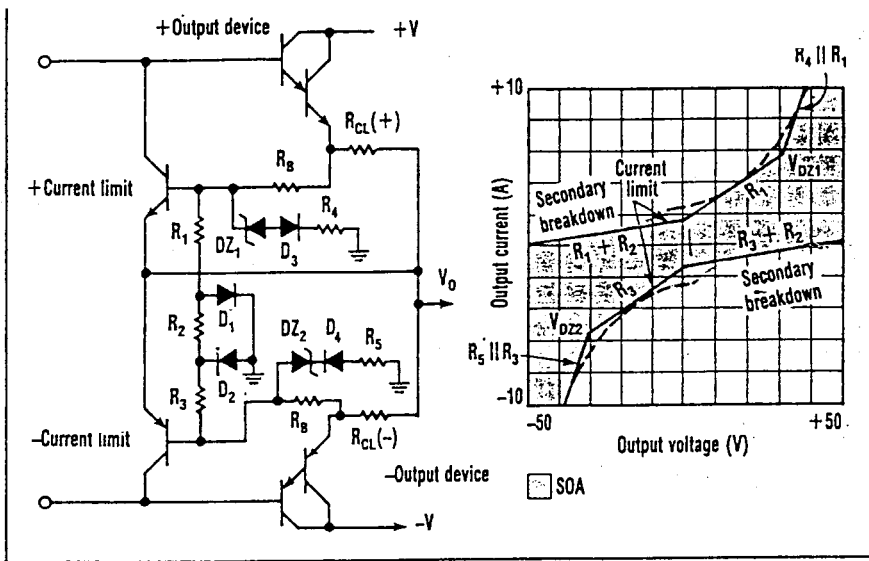 +Output device
+V
R_CL(+)
R_B
+Current limit
R_4
R_1
DZ_1
D_3
V_O
D_1
R_2
DZ_2
D_4
R_5
D_2
R_3
R_B
R_CL(−)
−Current limit
−Output device
−V
R_4 || R_1
+10
Current limit
V_DZ1
Secondary breakdown
R_1
R_1 + R_2
R_3 + R_2
R_3
Secondary breakdown
V_DZ2
R_5 || R_3
Output current (A)
−10
−50
+50
Output voltage (V)
SOA